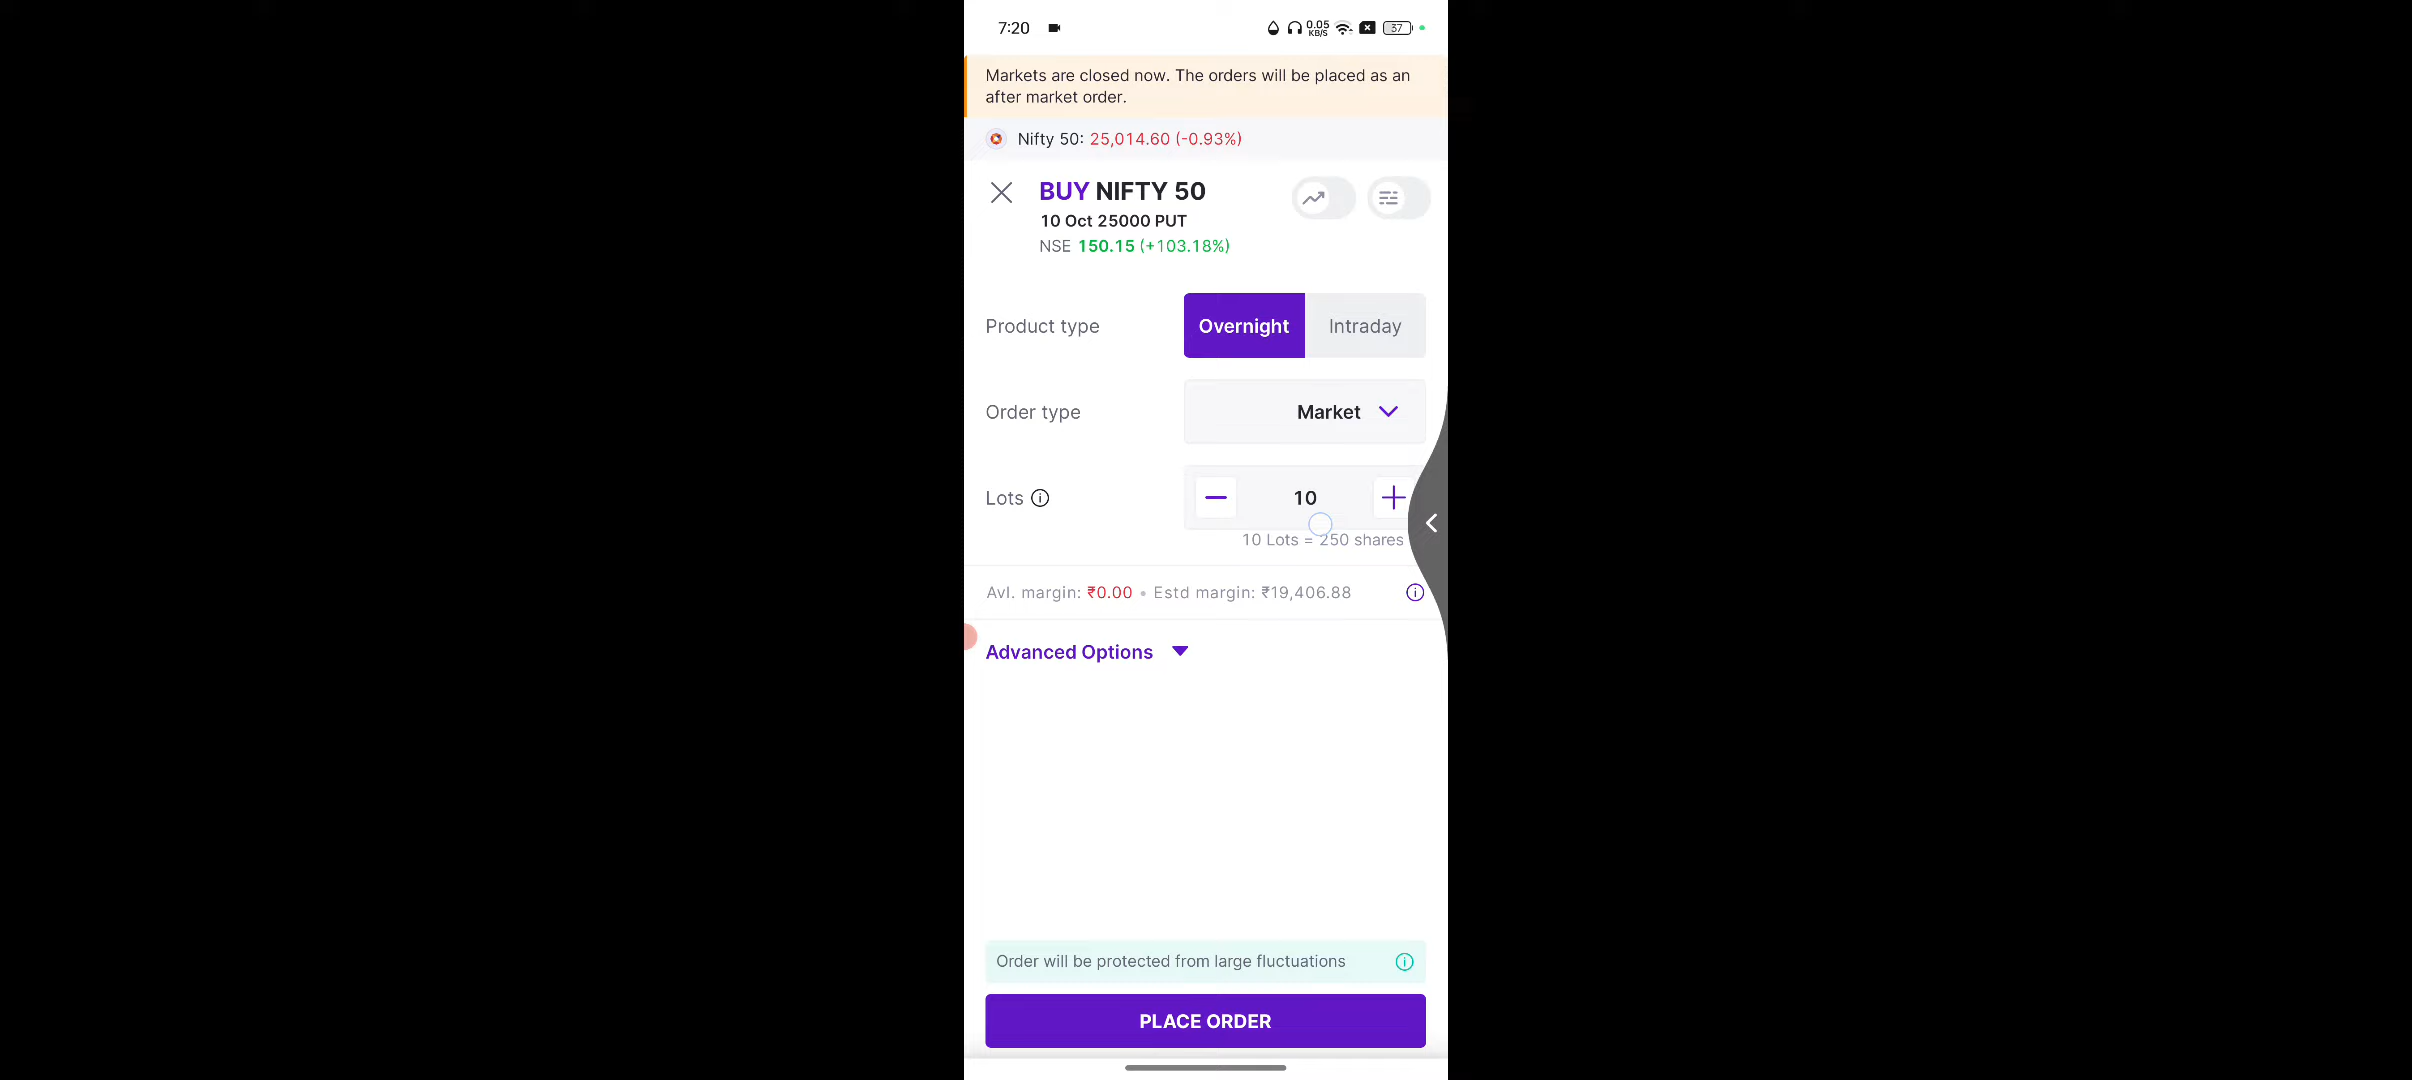 7:20
0.05
KB/S
37
Markets are closed now. The orders will be placed as an
after market order.
Nifty 50: 25,014.60 (-0.93%)
BUY NIFTY 50
10 Oct 25000 PUT
NSE 150.15 (+103.18%)
Product type
Overnight
Intraday
Order type
Market
Lots
10
10 Lots = 250 shares
Avl. margin: ₹0.00 • Estd margin: ₹19,406.88
Advanced Options
Order will be protected from large fluctuations
PLACE ORDER